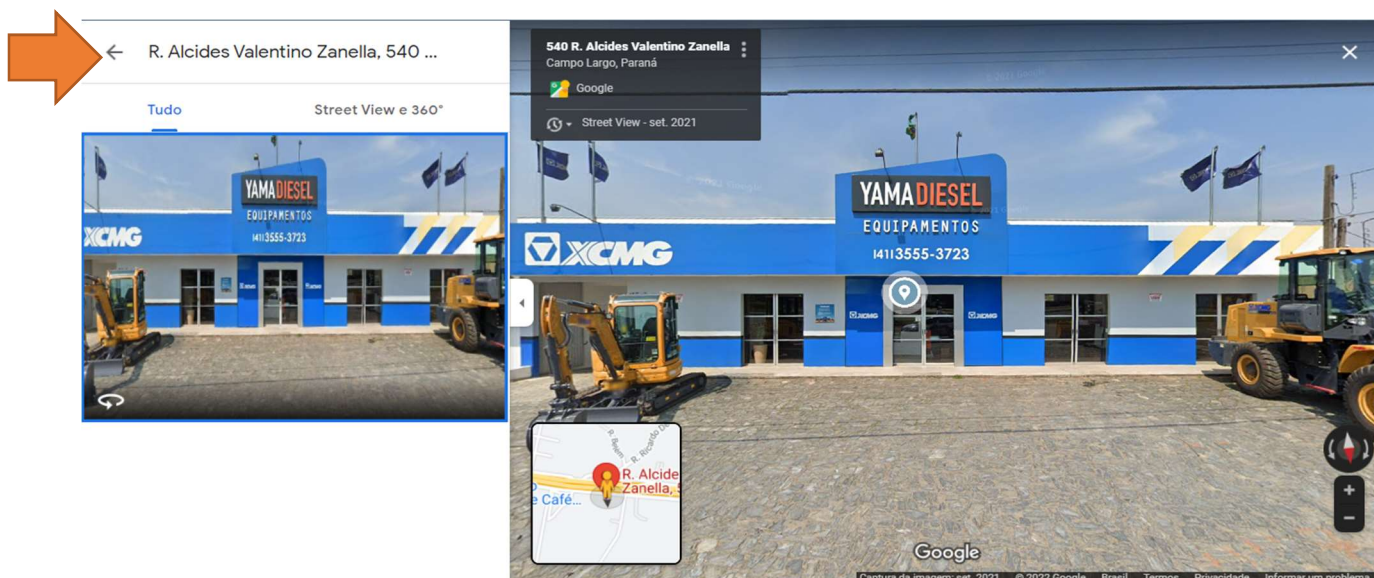 R. Alcides Valentino Zanella, 540 ...
Tudo
Street View e 360°
YAMADIESEL
EQUIPAMENTOS
(41)3555-3723
XCMG
540 R. Alcides Valentino Zanella
Campo Largo, Paraná
Google
Street View - set. 2021
YAMADIESEL
EQUIPAMENTOS
(41)3555-3723
XCMG
XCMG
XCMG
R. Belém
R. Ricardo
R. Alcide
Zanella,
e Café...
Google
Captura da imagem: set. 2021 © 2022 Google Brasil Termos Privacidade Informar um problema